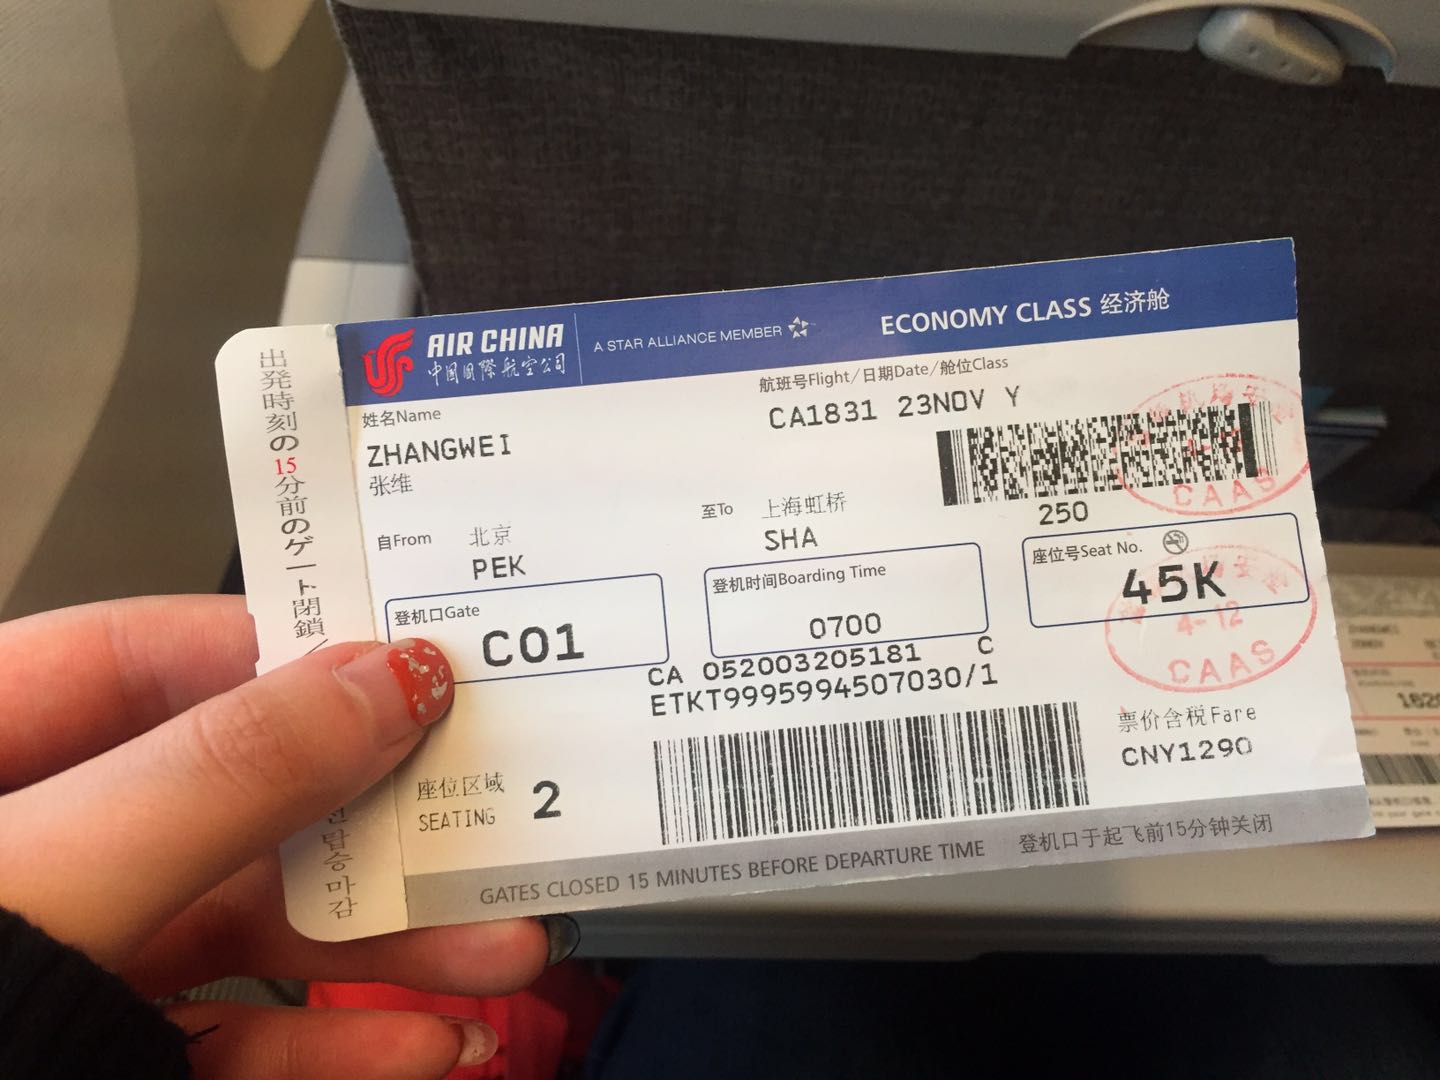 出発時刻の15分前のゲート閉鎖/
탑승마감
AIR CHINA
中国国際航空公司
A STAR ALLIANCE MEMBER
ECONOMY CLASS 经济舱
姓名Name
ZHANGWEI
张维
航班号Flight/日期Date/舱位Class
CA1831 23NOV Y
自From 北京
PEK
至To 上海虹桥
SHA
250
登机口Gate
C01
登机时间Boarding Time
0700
座位号Seat No.
45K
CA 052003205181 C
ETKT9995994507030/1
座位区域
SEATING 2
票价含税Fare
CNY1290
CAAS
4-12
CAAS
GATES CLOSED 15 MINUTES BEFORE DEPARTURE TIME 登机口于起飞前15分钟关闭
ZHANGWEI